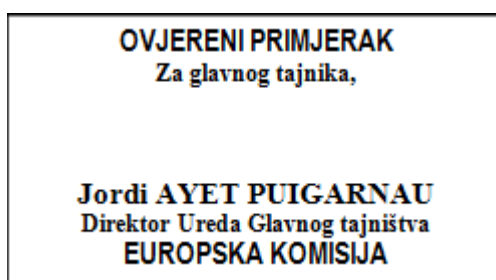 OVJERENI PRIMJERAK
Za glavnog tajnika,
Jordi AYET PUIGARNAU
Direktor Ureda Glavnog tajništva
EUROPSKA KOMISIJA